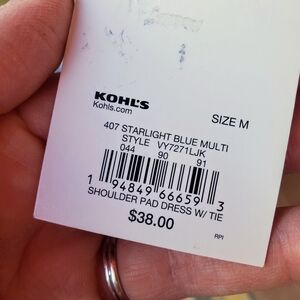 KOHL'S
Kohls.com
SIZE M
407 STARLIGHT BLUE MULTI
STYLE VY7271LJK
044 90 91
1 94849 66659 3
SHOULDER PAD DRESS W/ TIE
$38.00
RPI